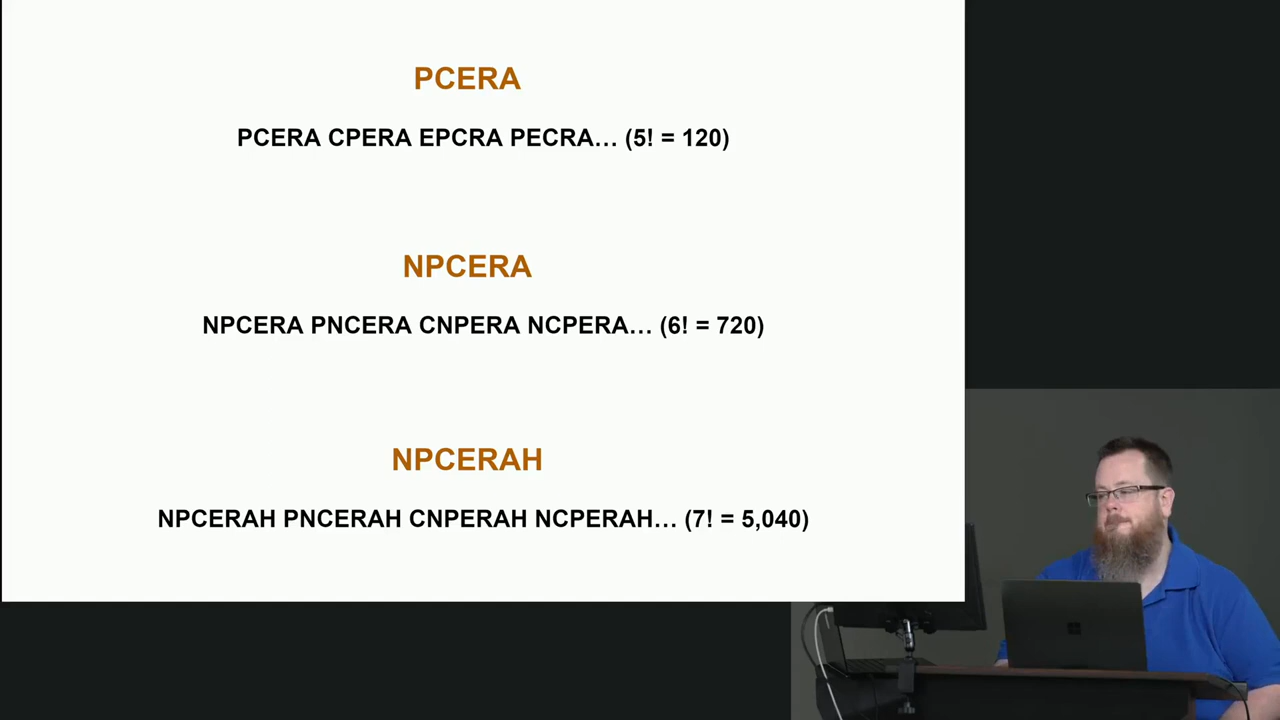 PCERA
PCERA CPERA EPCRA PECRA… (5! = 120)
NPCERA
NPCERA PNCERA CNPERA NCPERA… (6! = 720)
NPCERAH
NPCERAH PNCERAH CNPERAH NCPERAH… (7! = 5,040)